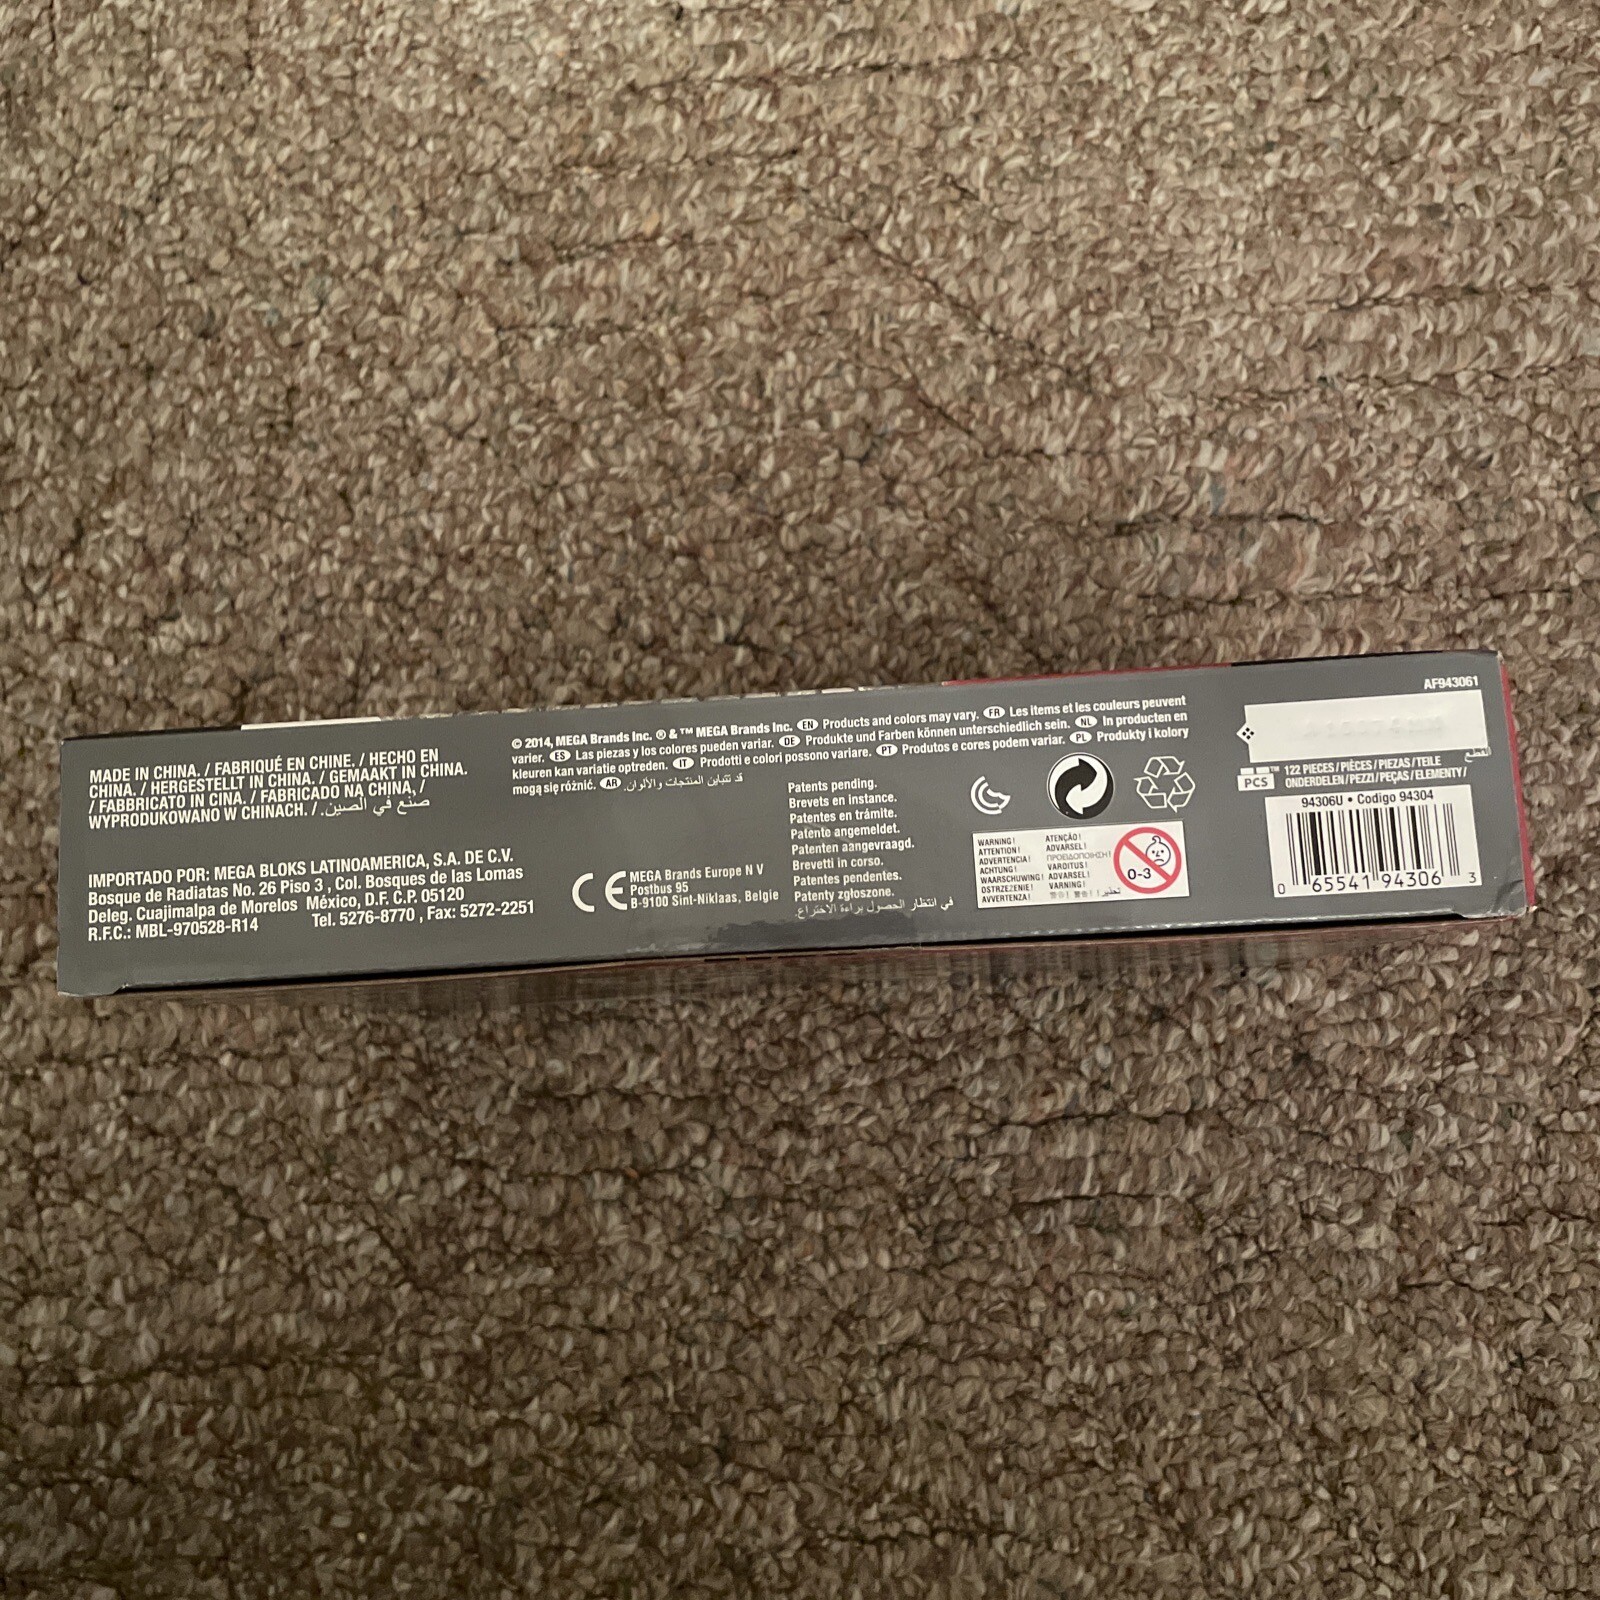 MADE IN CHINA. / FABRIQUÉ EN CHINE. / HECHO EN
CHINA. / HERGESTELLT IN CHINA. / GEMAAKT IN CHINA.
/ FABBRICATO IN CINA. / FABRICADO NA CHINA, /
WYPRODUKOWANO W CHINACH. / صنع في الصين.
IMPORTADO POR: MEGA BLOKS LATINOAMERICA, S.A. DE C.V.
Bosque de Radiatas No. 26 Piso 3 , Col. Bosques de las Lomas
Deleg. Cuajimalpa de Morelos México, D.F. C.P. 05120
R.F.C.: MBL-970528-R14 Tel. 5276-8770 , Fax: 5272-2251
© 2014, MEGA Brands Inc. ® & ™ MEGA Brands Inc. EN Products and colors may vary. FR Les items et les couleurs peuvent
varier. ES Las piezas y los colores pueden variar. DE Produkte und Farben können unterschiedlich sein. NL In producten en
kleuren kan variatie optreden. IT Prodotti e colori possono variare. PT Produtos e cores podem variar. PL Produkty i kolory
mogą się różnić. AR قد تتباين المنتجات والألوان.
CE
MEGA Brands Europe N V
Postbus 95
B-9100 Sint-Niklaas, Belgie
Patents pending.
Brevets en instance.
Patentes en trámite.
Patente angemeldet.
Patenten aangevraagd.
Brevetti in corso.
Patentes pendentes.
Patenty zgłoszone.
في انتظار الحصول براءة الاختراع.
WARNING!
ATTENTION!
ADVERTENCIA!
ACHTUNG!
WAARSCHUWING!
OSTRZEŻENIE!
AVVERTENZA!
ATENÇÃO!
ADVARSEL!
ΠΡΟΕΙΔΟΠΟΙΗΣΗ!
VAROITUS!
ADVARSEL!
VARNING!
تحذير!
0-3
AF943061
PCS™ 122 PIECES / PIÈCES / PIEZAS / TEILE
ONDERDELEN / PEZZI / PEÇAS / ELEMENTY / القطع
94306U • Codigo 94304
0 65541 94306 3